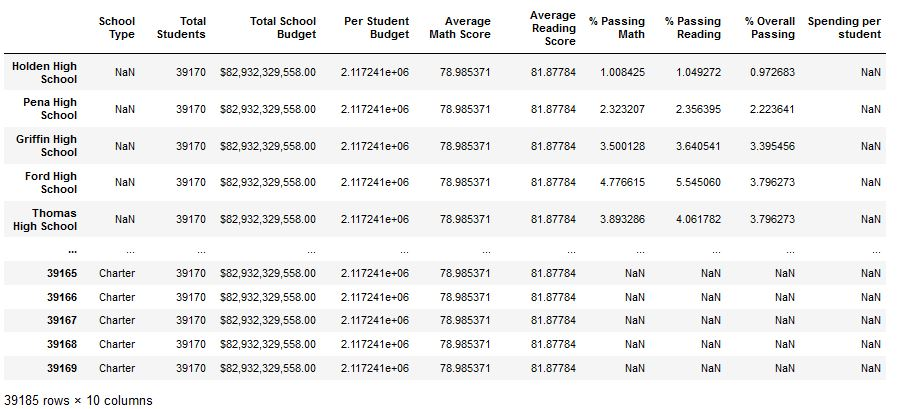 School Type Total Students Total School Budget Per Student Budget Average Math Score Average Reading Score % Passing Math % Passing Reading % Overall Passing Spending per student
Holden High School NaN 39170 $82,932,329,558.00 2.117241e+06 78.985371 81.87784 1.008425 1.049272 0.972683 NaN
Pena High School NaN 39170 $82,932,329,558.00 2.117241e+06 78.985371 81.87784 2.323207 2.356395 2.223641 NaN
Griffin High School NaN 39170 $82,932,329,558.00 2.117241e+06 78.985371 81.87784 3.500128 3.640541 3.395456 NaN
Ford High School NaN 39170 $82,932,329,558.00 2.117241e+06 78.985371 81.87784 4.776615 5.545060 3.796273 NaN
Thomas High School NaN 39170 $82,932,329,558.00 2.117241e+06 78.985371 81.87784 3.893286 4.061782 3.796273 NaN
... ... ... ... ... ... ... ... ... ... ...
39165 Charter 39170 $82,932,329,558.00 2.117241e+06 78.985371 81.87784 NaN NaN NaN NaN
39166 Charter 39170 $82,932,329,558.00 2.117241e+06 78.985371 81.87784 NaN NaN NaN NaN
39167 Charter 39170 $82,932,329,558.00 2.117241e+06 78.985371 81.87784 NaN NaN NaN NaN
39168 Charter 39170 $82,932,329,558.00 2.117241e+06 78.985371 81.87784 NaN NaN NaN NaN
39169 Charter 39170 $82,932,329,558.00 2.117241e+06 78.985371 81.87784 NaN NaN NaN NaN
39185 rows × 10 columns